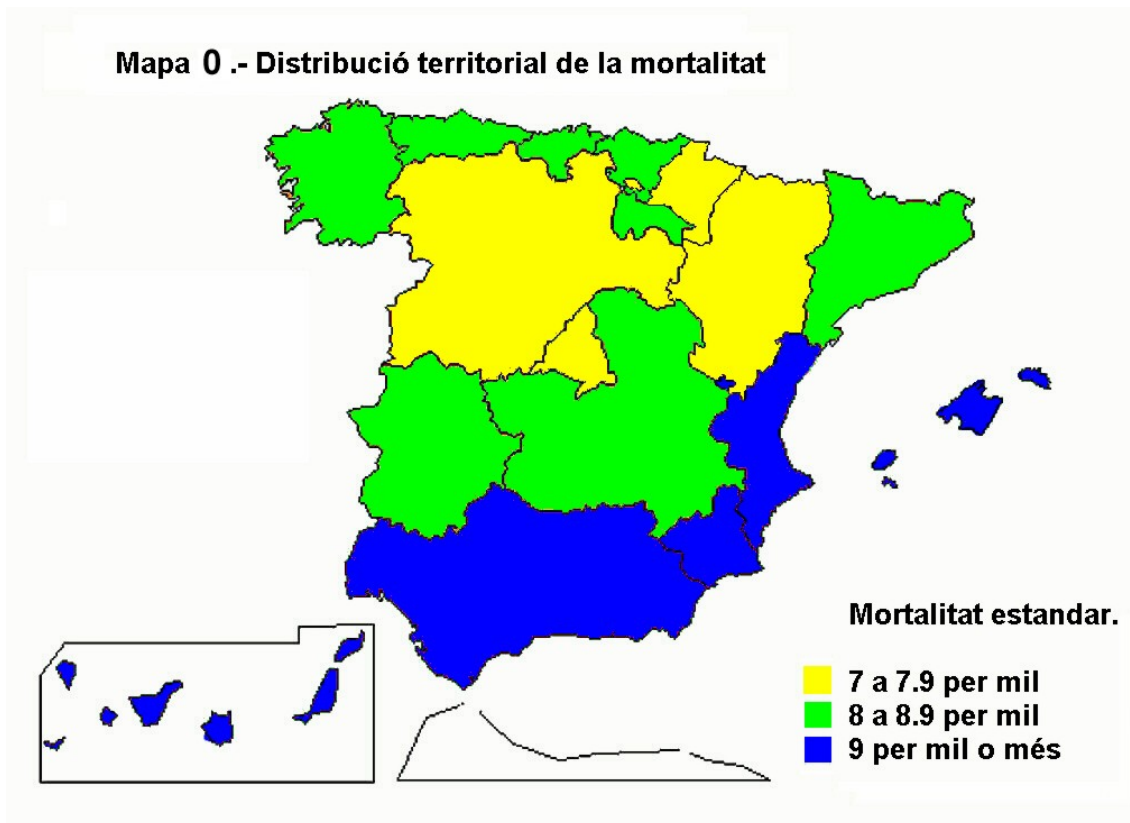 Mapa 0 .- Distribució territorial de la mortalitat
Mortalitat estandar.
7 a 7.9 per mil
8 a 8.9 per mil
9 per mil o més